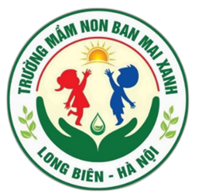 TRƯỜNG MẦM NON BAN MAI XANH
LONG BIÊN - HÀ NỘI